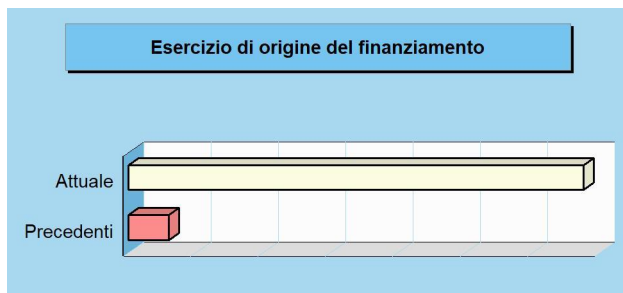 Esercizio di origine del finanziamento
Attuale
Precedenti